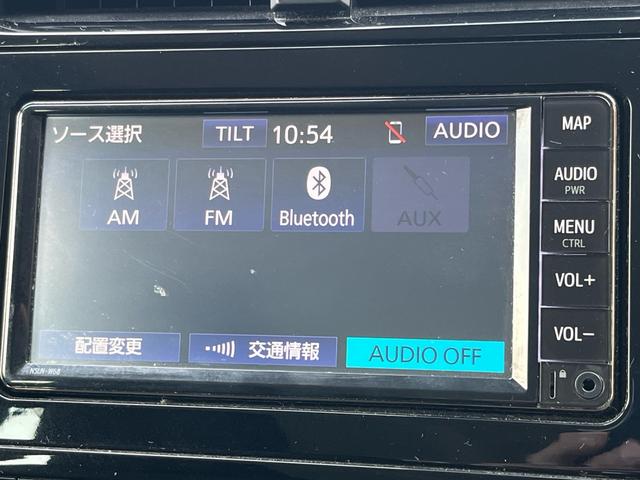 ソース選択 TILT 10:54 AUDIO
AM FM Bluetooth AUX
配置変更 交通情報 AUDIO OFF
NSLN-W68
MAP
AUDIO
PWR
MENU
CTRL
VOL+
VOL−